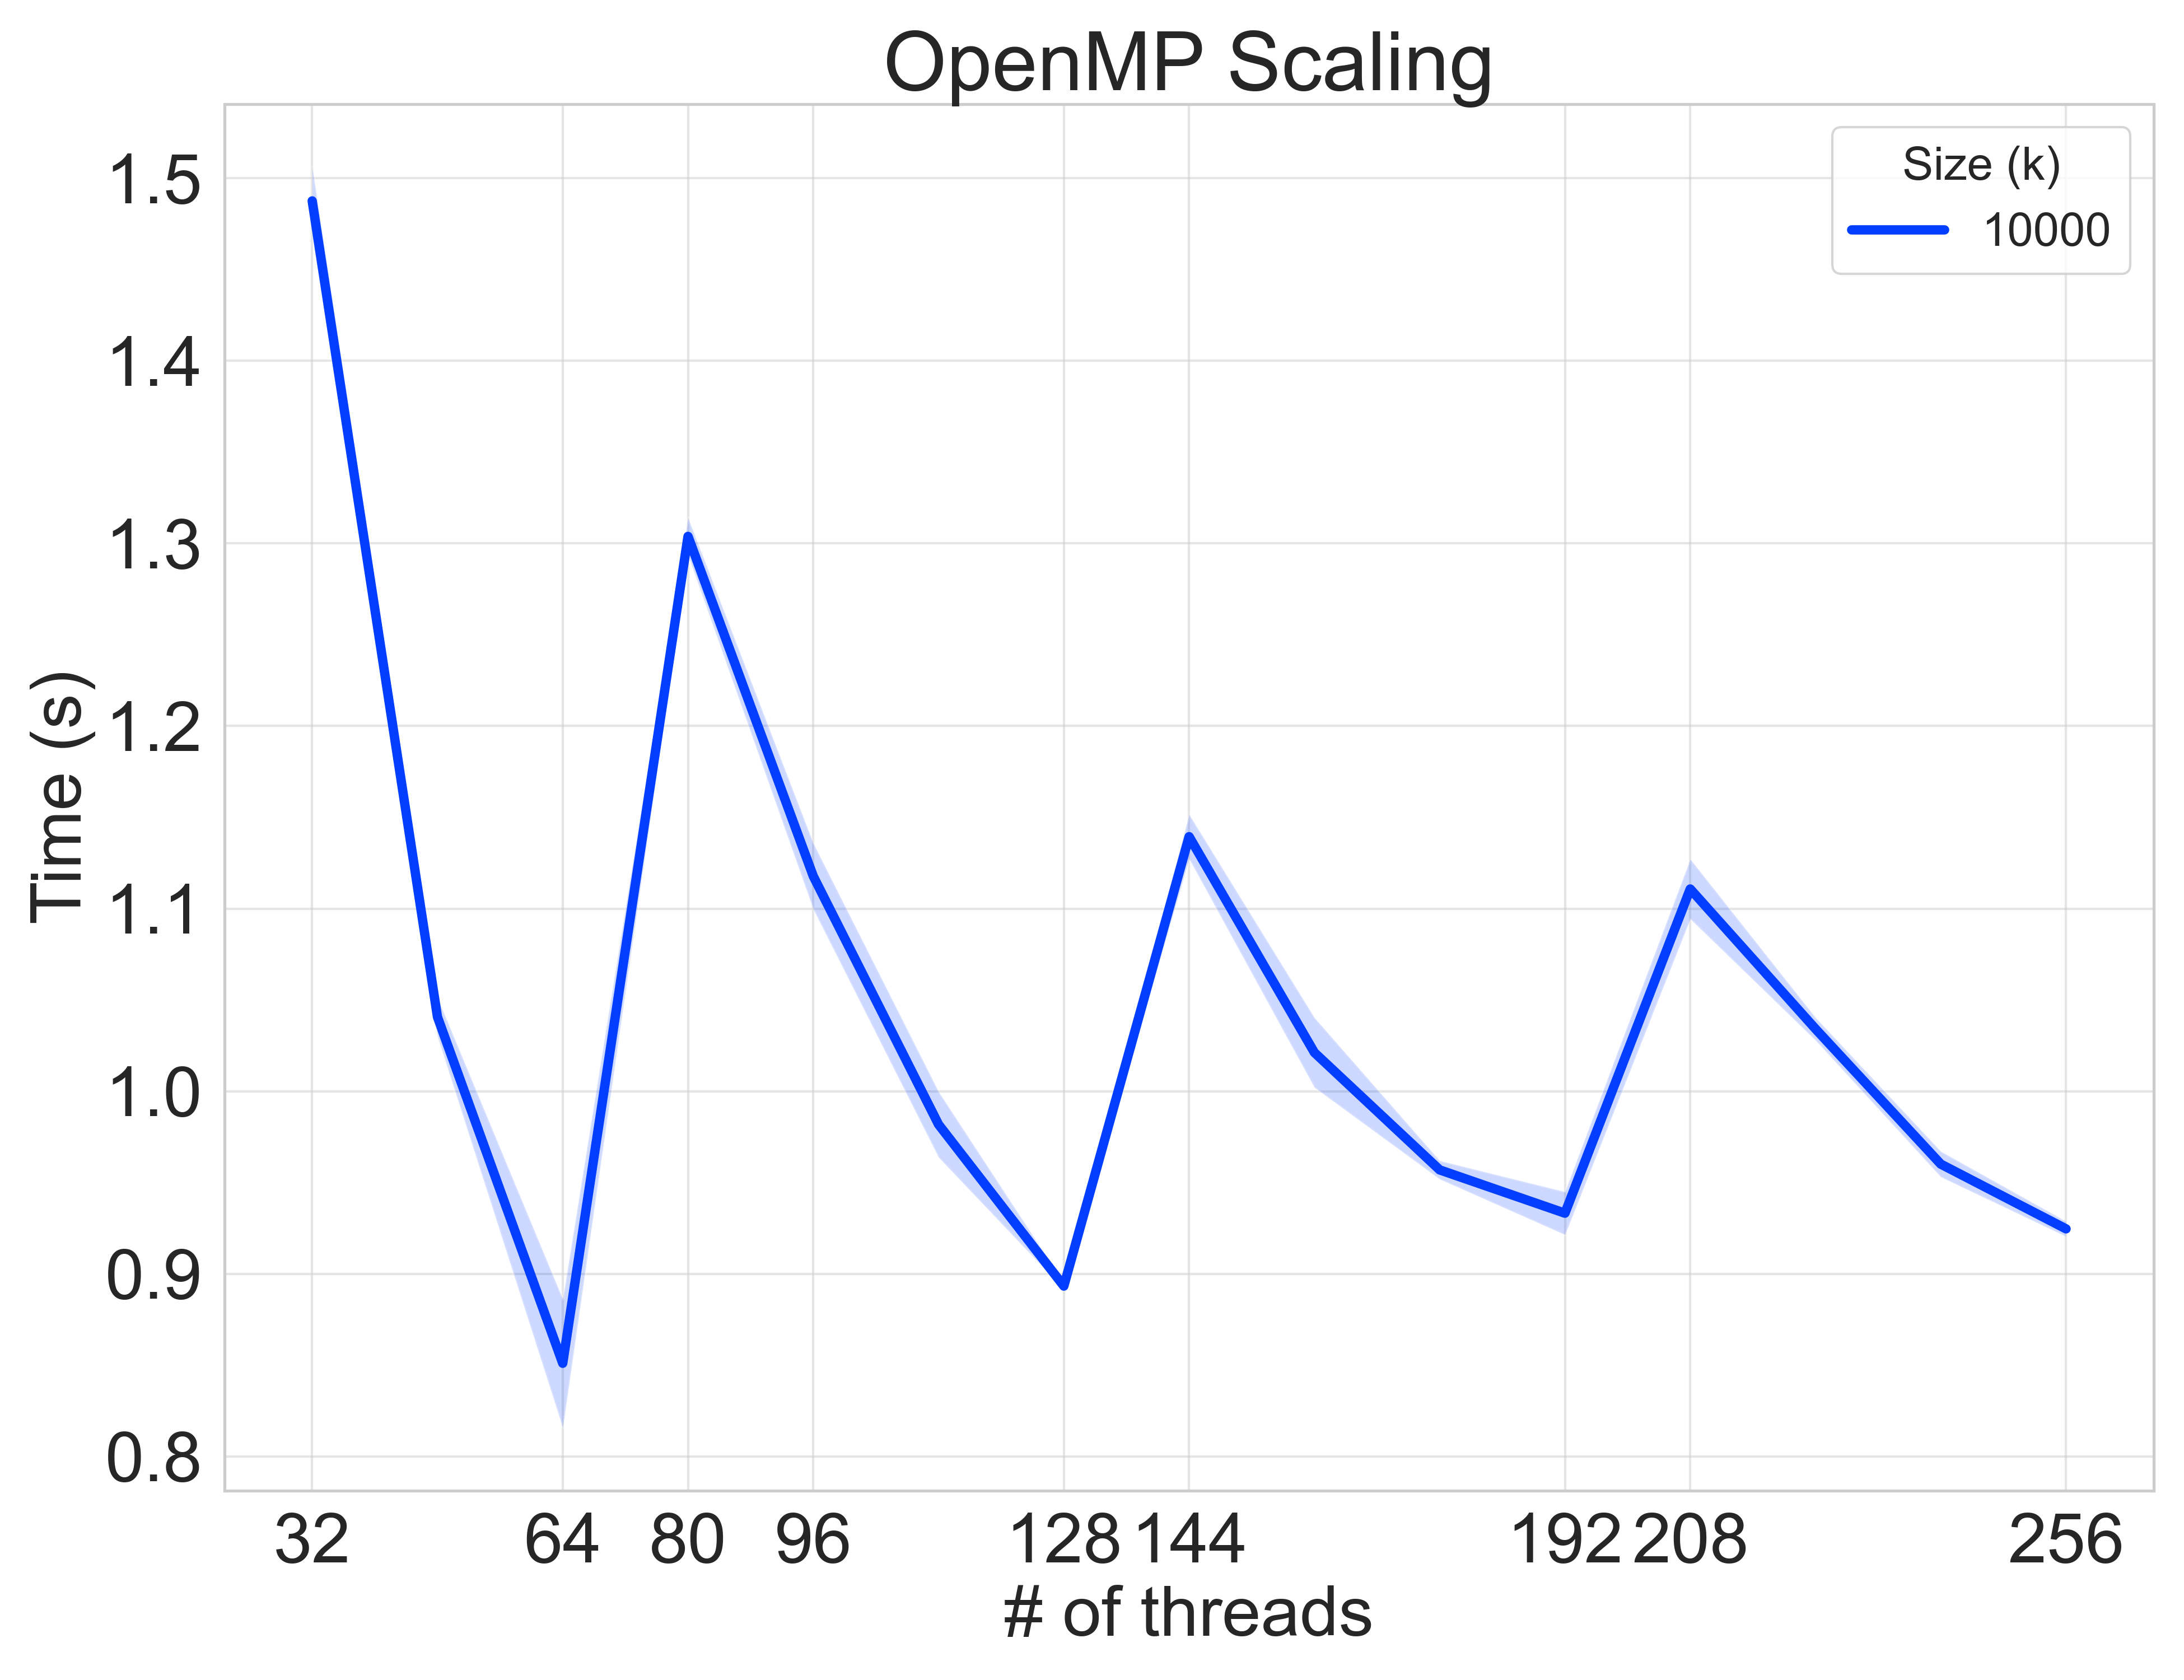 OpenMP Scaling
Size (k)
10000
1.5
1.4
1.3
1.2
1.1
1.0
0.9
0.8
Time (s)
32 64 80 96 128 144 192 208 256
# of threads